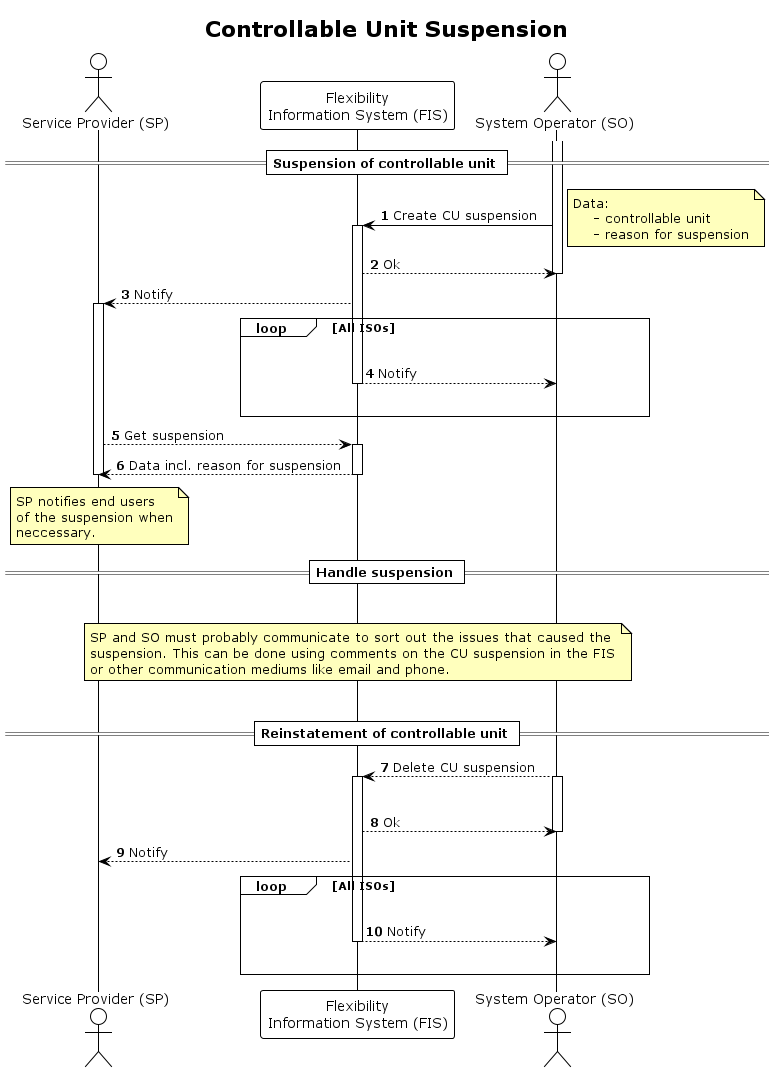 Controllable Unit Suspension
Service Provider (SP)
Flexibility
Information System (FIS)
System Operator (SO)
Suspension of controllable unit
Data:
- controllable unit
- reason for suspension
1 Create CU suspension
2 Ok
3 Notify
loop [All ISOs]
4 Notify
5 Get suspension
6 Data incl. reason for suspension
SP notifies end users
of the suspension when
neccessary.
Handle suspension
SP and SO must probably communicate to sort out the issues that caused the
suspension. This can be done using comments on the CU suspension in the FIS
or other communication mediums like email and phone.
Reinstatement of controllable unit
7 Delete CU suspension
8 Ok
9 Notify
loop [All ISOs]
10 Notify
Service Provider (SP)
Flexibility
Information System (FIS)
System Operator (SO)